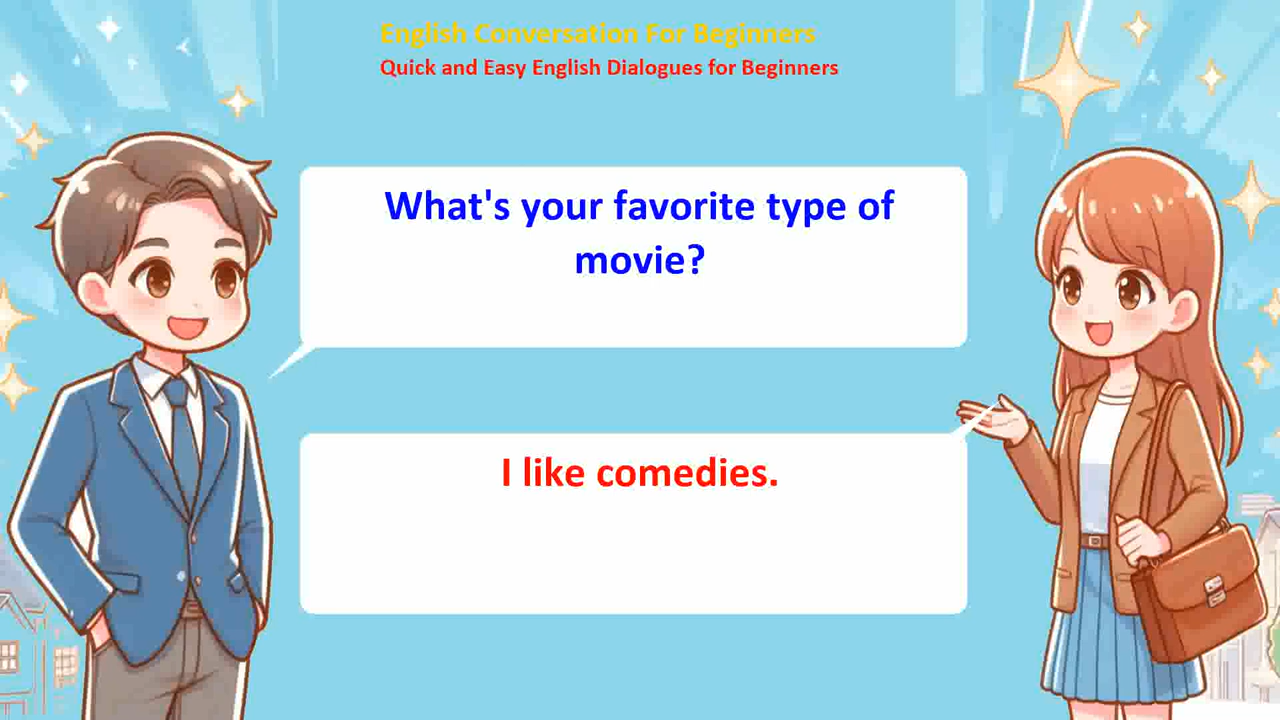 English Conversation For Beginners
Quick and Easy English Dialogues for Beginners
What's your favorite type of
movie?
I like comedies.